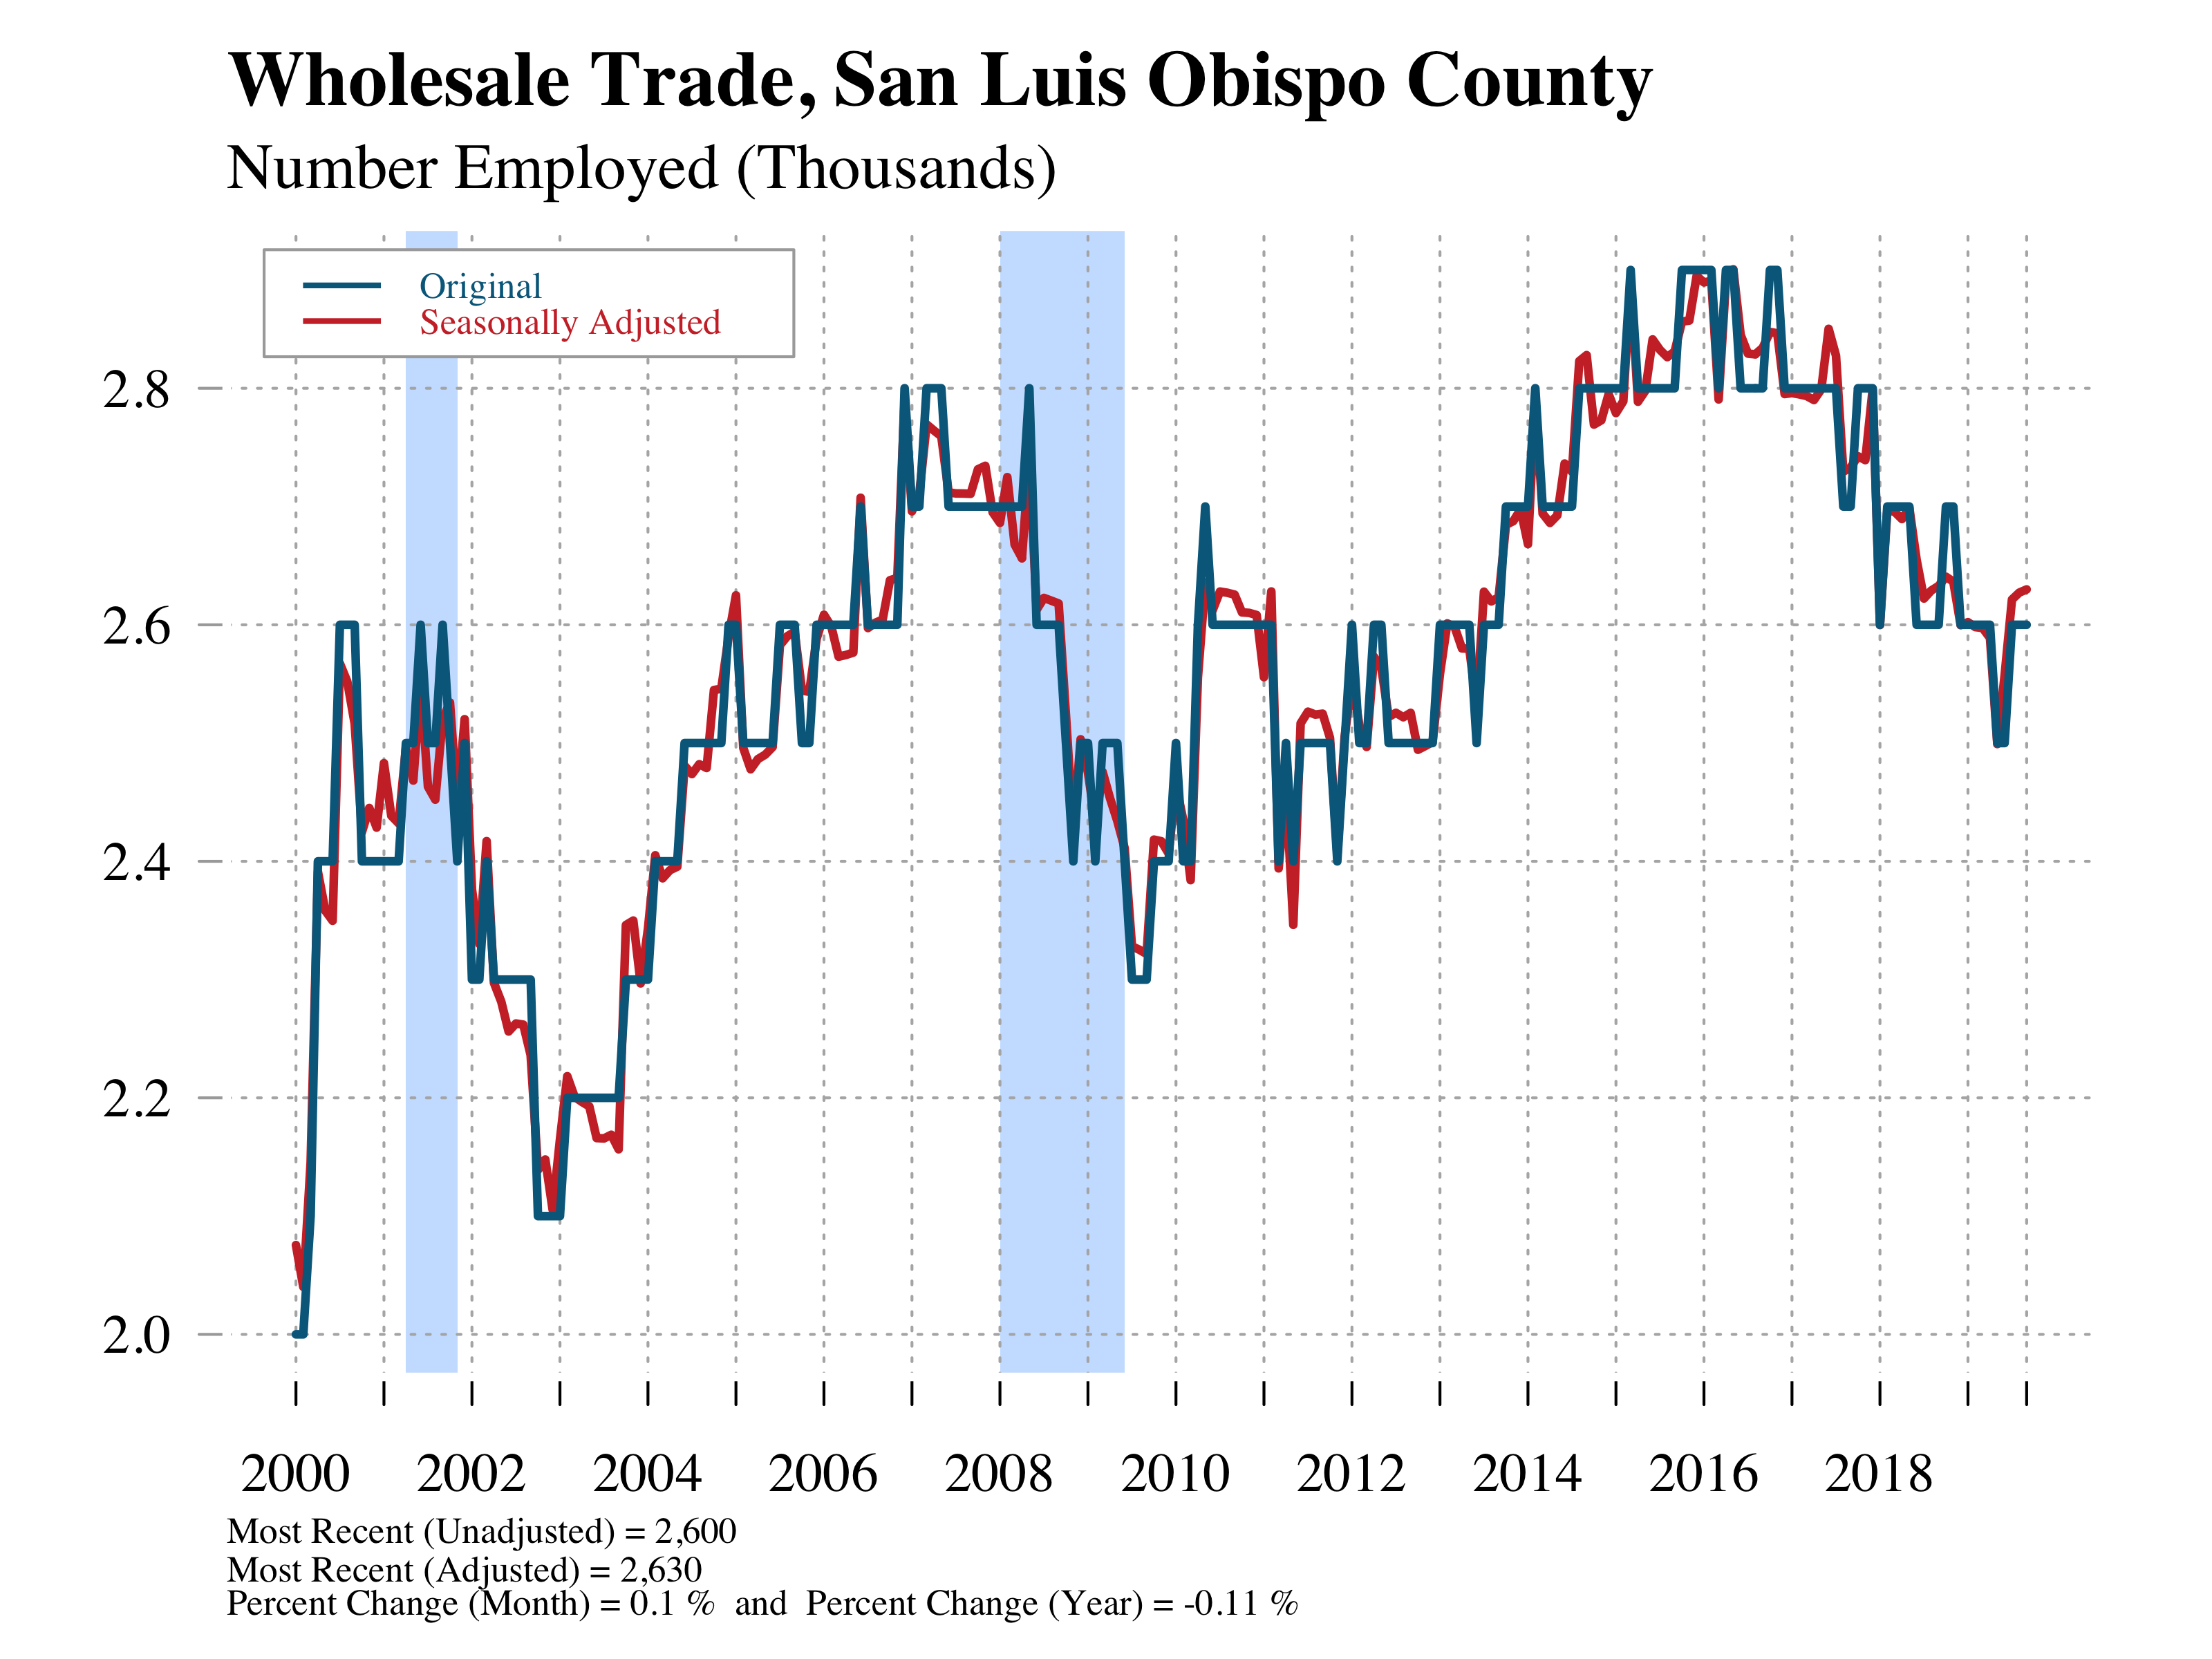 Wholesale Trade, San Luis Obispo County
Number Employed (Thousands)
Original
Seasonally Adjusted
2.8
2.6
2.4
2.2
2.0
2000 2002 2004 2006 2008 2010 2012 2014 2016 2018
Most Recent (Unadjusted) = 2,600
Most Recent (Adjusted) = 2,630
Percent Change (Month) = 0.1 % and Percent Change (Year) = -0.11 %